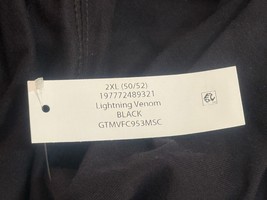 2XL (50/52)
197772489321
Lightning Venom
BLACK
GTMVFC953MSC